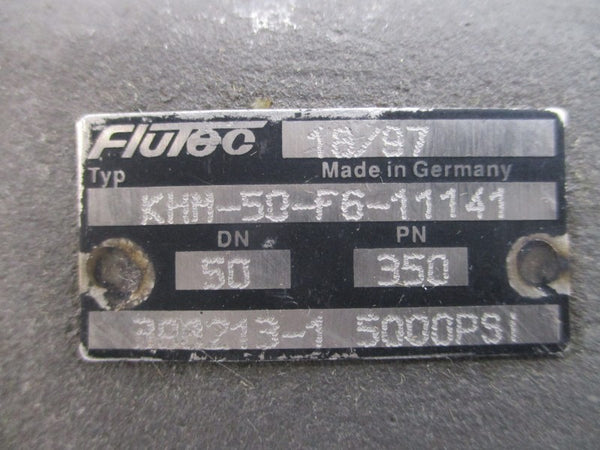 Flutec 18/97
Typ Made in Germany
KHM-50-F6-11141
DN PN
50 350
5000PSi